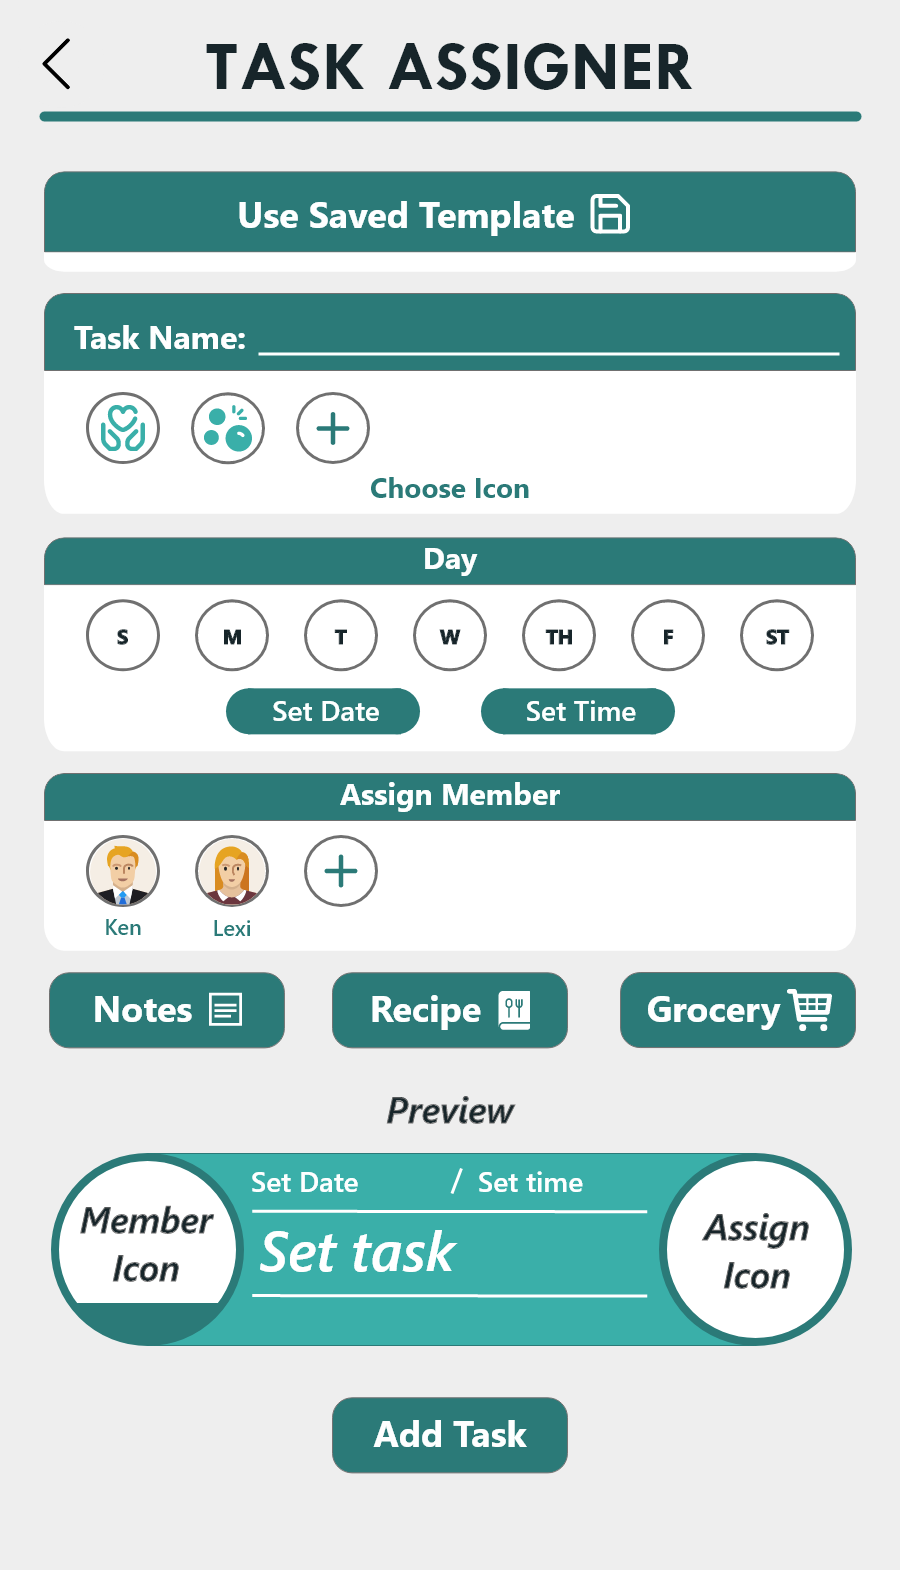 TASK ASSIGNER
Use Saved Template
Task Name:
Choose Icon
Day
S M T W TH F ST
Set Date Set Time
Assign Member
Ken Lexi
Notes Recipe Grocery
Preview
Member
Icon
Set Date / Set time
Set task
Assign
Icon
Add Task